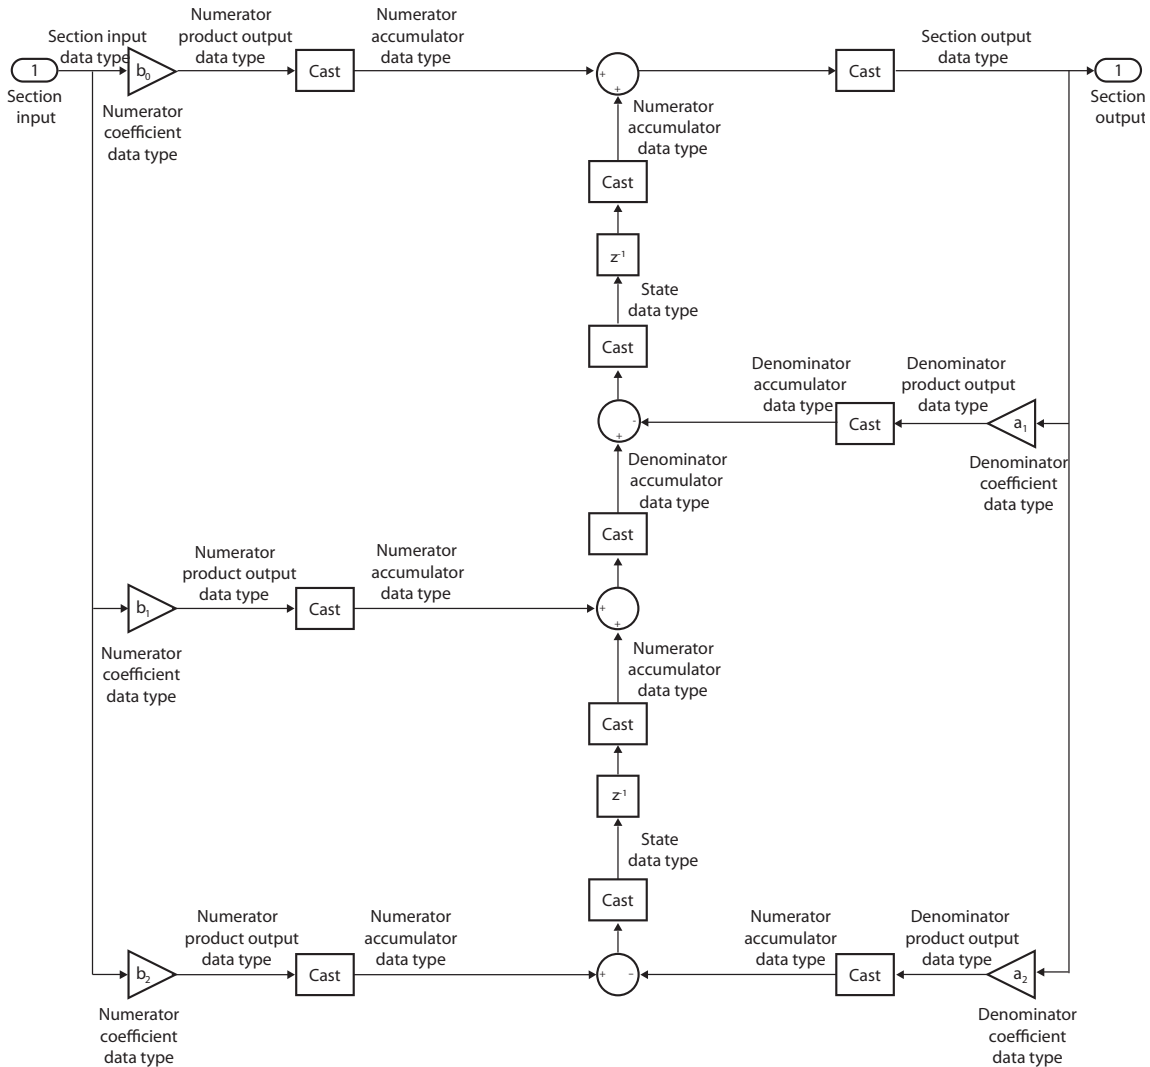 Section input
data type
1
Section
input
b0
Numerator
coefficient
data type
Numerator
product output
data type
Cast
Numerator
accumulator
data type
+
+
Cast
Section output
data type
1
Section
output
Numerator
accumulator
data type
Cast
z-1
State
data type
Cast
-
+
Denominator
accumulator
data type
Cast
Denominator
product output
data type
a1
Denominator
coefficient
data type
Denominator
accumulator
data type
Cast
b1
Numerator
coefficient
data type
Numerator
product output
data type
Cast
Numerator
accumulator
data type
+
+
Numerator
accumulator
data type
Cast
z-1
State
data type
Cast
b2
Numerator
coefficient
data type
Numerator
product output
data type
Cast
Numerator
accumulator
data type
+
-
Numerator
accumulator
data type
Cast
Denominator
product output
data type
a2
Denominator
coefficient
data type